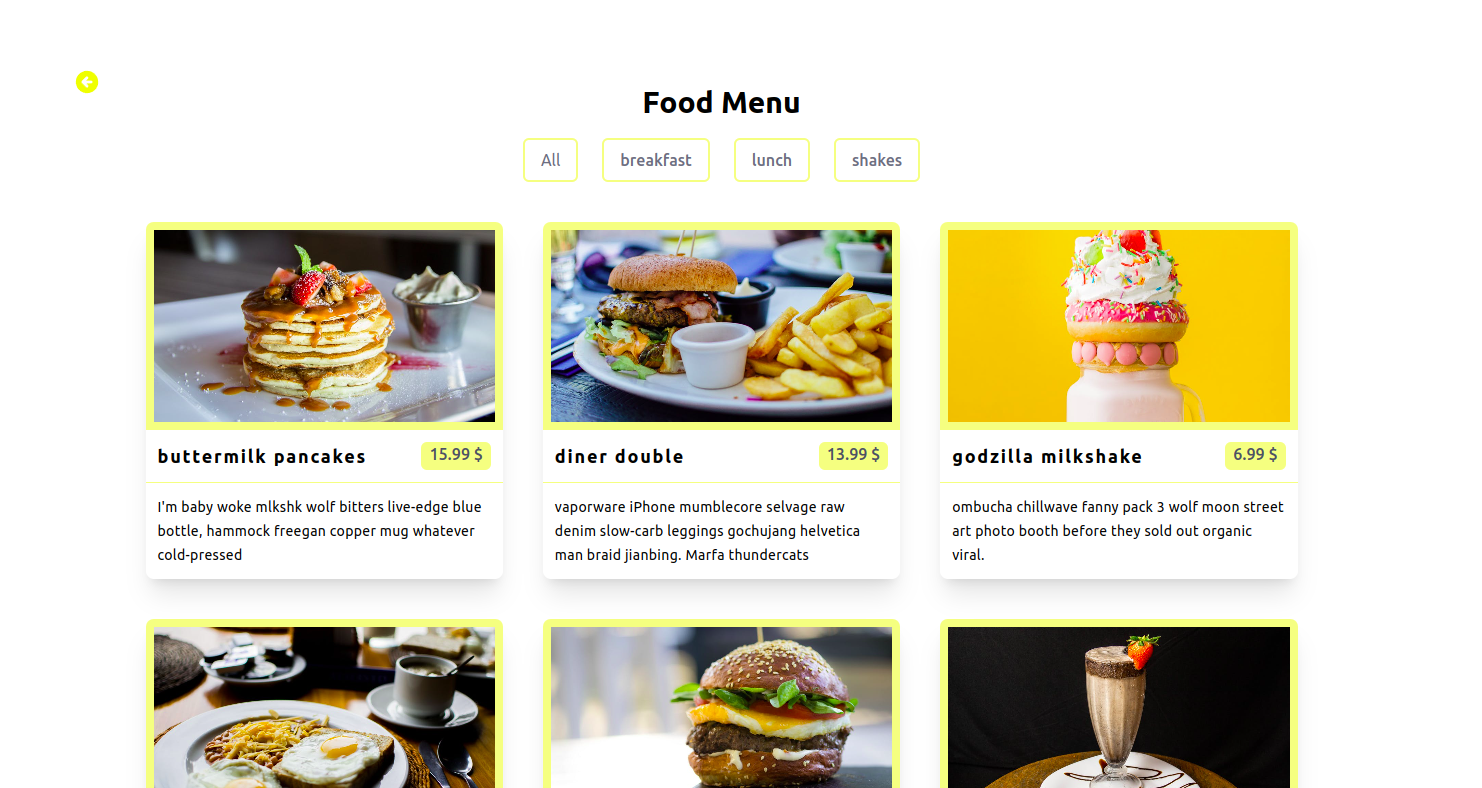 Food Menu
All
breakfast
lunch
shakes
buttermilk pancakes
15.99 $
I'm baby woke mlkshk wolf bitters live-edge blue
bottle, hammock freegan copper mug whatever
cold-pressed
diner double
13.99 $
vaporware iPhone mumblecore selvage raw
denim slow-carb leggings gochujang helvetica
man braid jianbing. Marfa thundercats
godzilla milkshake
6.99 $
ombucha chillwave fanny pack 3 wolf moon street
art photo booth before they sold out organic
viral.